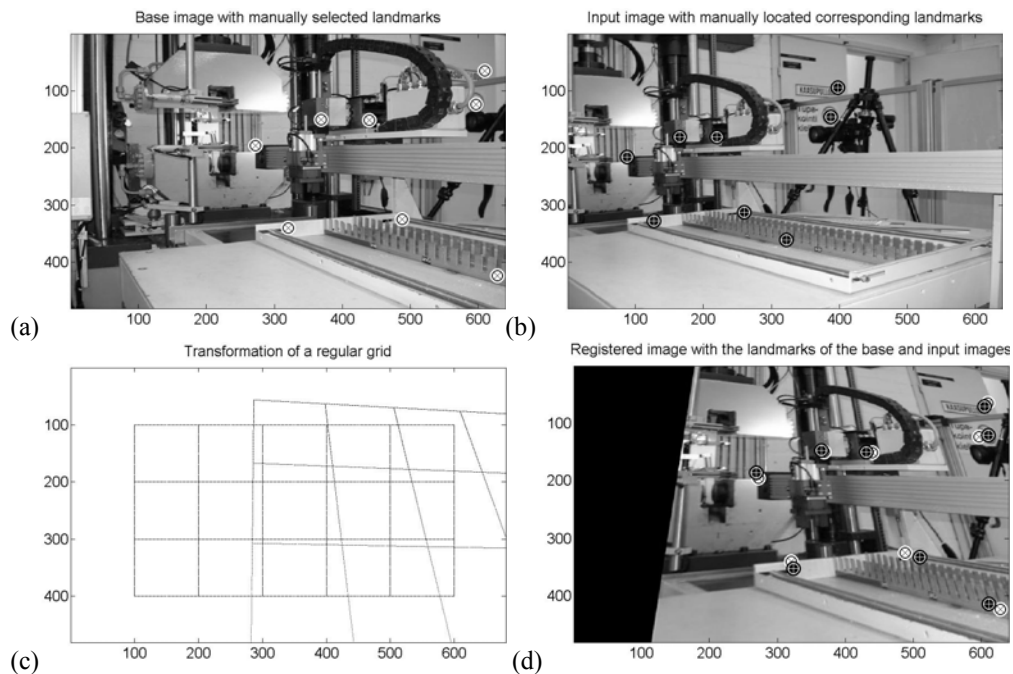 Base image with manually selected landmarks
100
200
300
400
100 200 300 400 500 600
(a)
Input image with manually located corresponding landmarks
KARSUPULL
100
200
300
400
100 200 300 400 500 600
(b)
Transformation of a regular grid
100
200
300
400
100 200 300 400 500 600
(c)
Registered image with the landmarks of the base and input images
100
200
300
400
100 200 300 400 500 600
(d)